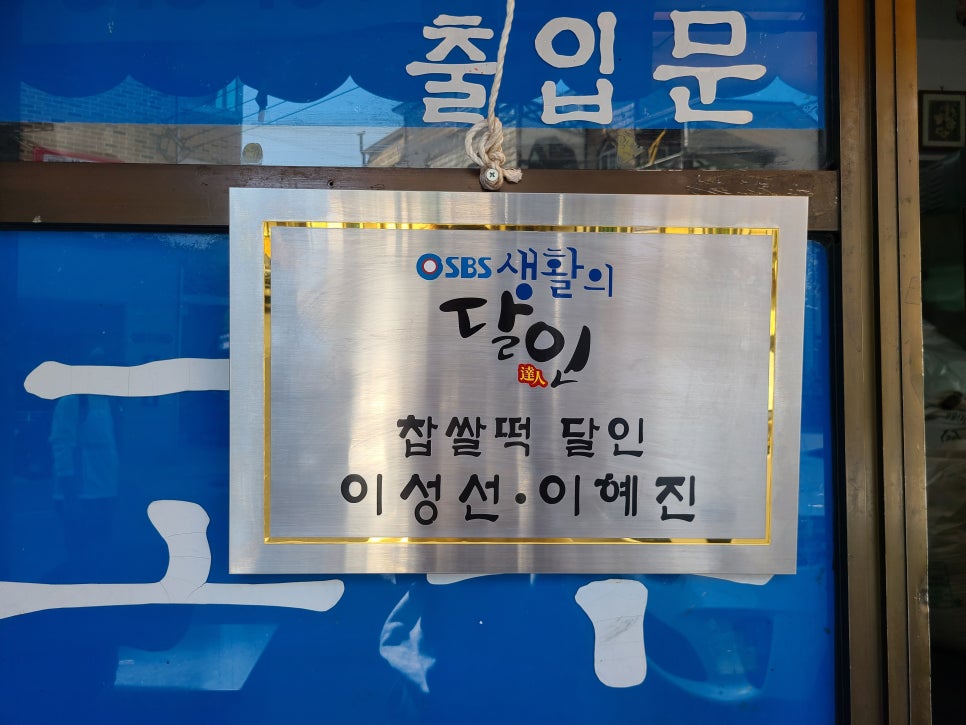 출입문
SBS 생활의
달인
達人
찹쌀떡 달인
이성선·이혜진